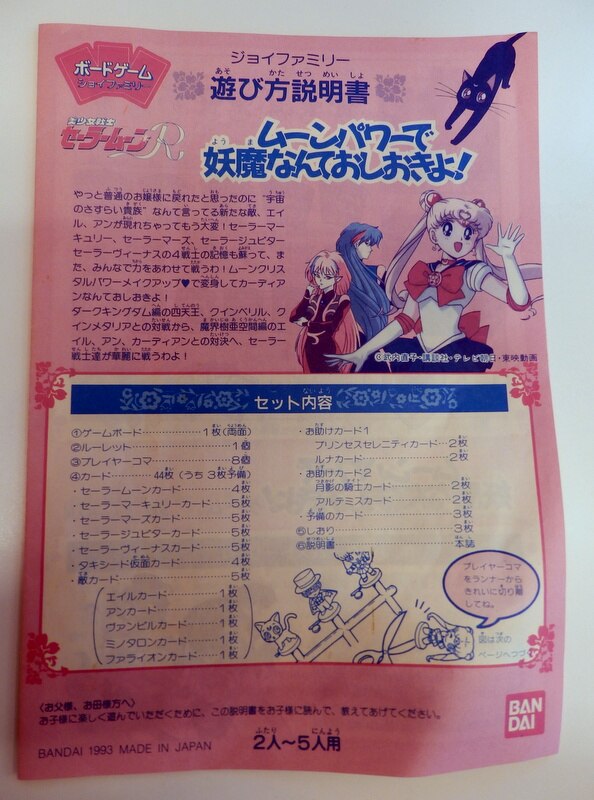 ボードゲーム
ジョイファミリー
ジョイファミリー
遊び方説明書
美少女戦士
セーラームーンR
ムーンパワーで
妖魔なんておしおきよ!
やっと普通のお嬢様に戻れたと思ったのに“宇宙
のさすらい貴族”なんて言ってる新たな敵、エイ
ル、アンが現れちゃってもう大変!セーラーマー
キュリー、セーラーマーズ、セーラージュピター
セーラーヴィーナスの4戦士の記憶も蘇って、ま
た、みんなで力をあわせて戦うわ!ムーンクリス
タルパワーメイクアップ♥で変身してカーディア
ンなんておしおきよ!
ダークキングダム編の四天王、クインベリル、ク
インメタリアとの対戦から、魔界樹亜空間編のエ
イル、アン、カーディアンとの対決へ、セーラー
戦士達が華麗に戦うわよ!
©武内直子・講談社・テレビ朝日・東映動画
セット内容
①ゲームボード……………1枚(両面)
②ルーレット………………1個
③プレイヤーコマ…………8個
④カード………44枚(うち3枚予備)
・セーラームーンカード………4枚
・セーラーマーキュリーカード…5枚
・セーラーマーズカード………5枚
・セーラージュピターカード…5枚
・セーラーヴィーナスカード…5枚
・タキシード仮面カード………4枚
・敵カード……………………5枚
エイルカード…………1枚
アンカード……………1枚
ヴァンピルカード……1枚
ミノタロンカード……1枚
ファライオンカード…1枚
・お助けカード1
プリンセスセレニティカード…2枚
ルナカード……………………2枚
・お助けカード2
月影の騎士カード……………2枚
アルテミスカード……………2枚
・予備のカード………………3枚
⑤しおり………………………3枚
⑥説明書………………………本誌
プレイヤーコマ
をランナーから
きれいに切り離
してね。
図は次の
ページへつづく
〈お父様、お母様方へ〉
お子様に楽しく遊んでいただくために、この説明書をお子様に読んで、教えてあげてください。
BANDAI 1993 MADE IN JAPAN
2人〜5人用
BAN
DAI